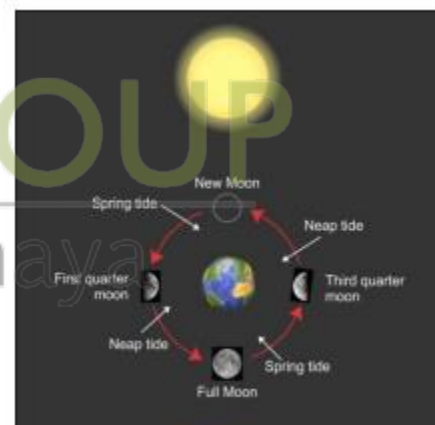 OUP
New Moon
Spring tide
Neap tide
First quarter
moon
Third quarter
moon
Neap tide
Spring tide
Full Moon